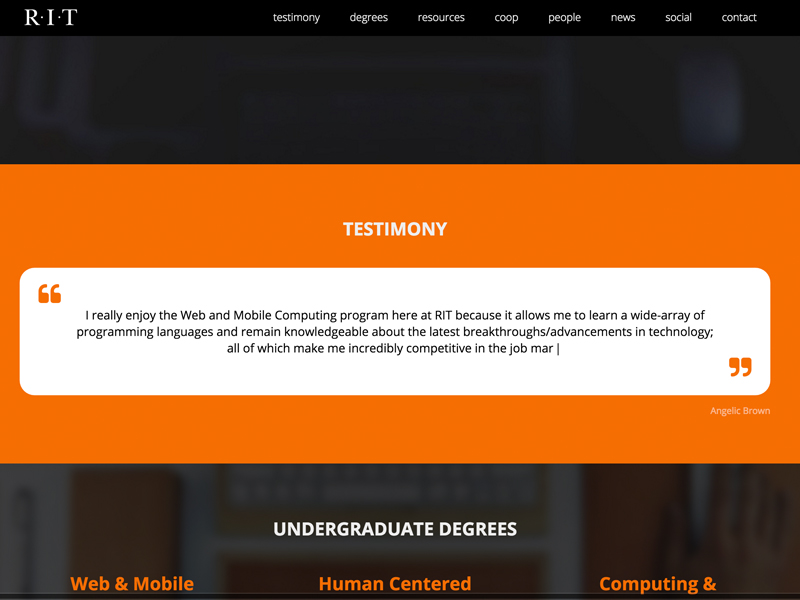 R·I·T
testimony degrees resources coop people news social contact
TESTIMONY
I really enjoy the Web and Mobile Computing program here at RIT because it allows me to learn a wide-array of
programming languages and remain knowledgeable about the latest breakthroughs/advancements in technology;
all of which make me incredibly competitive in the job mar|
Angelic Brown
UNDERGRADUATE DEGREES
Web & Mobile Human Centered Computing &